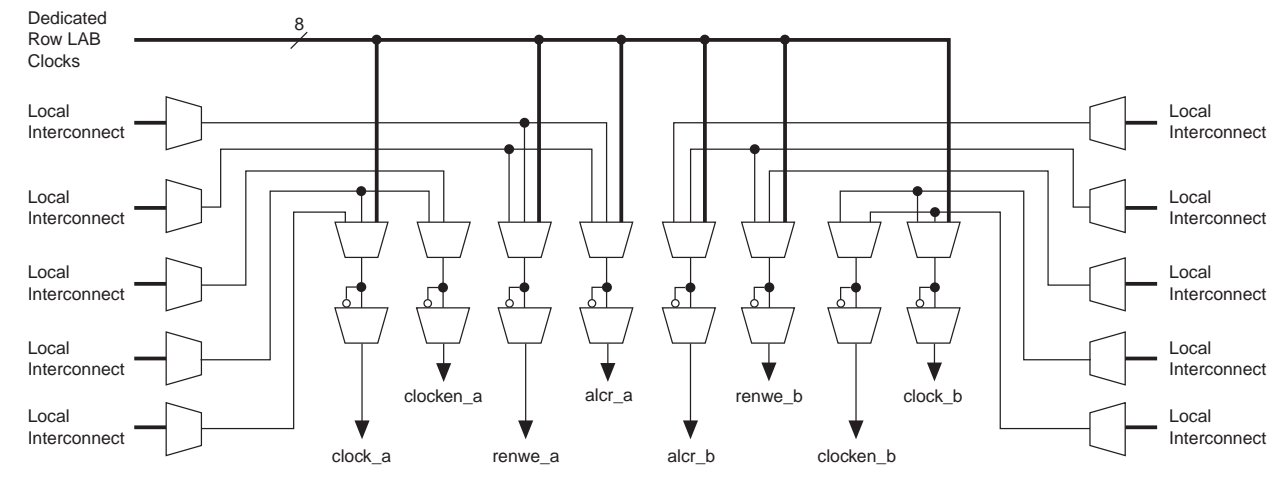 Dedicated
Row LAB
Clocks
8
Local
Interconnect
Local
Interconnect
Local
Interconnect
Local
Interconnect
Local
Interconnect
Local
Interconnect
Local
Interconnect
Local
Interconnect
Local
Interconnect
Local
Interconnect
clocken_a
alcr_a
renwe_b
clock_b
clock_a
renwe_a
alcr_b
clocken_b